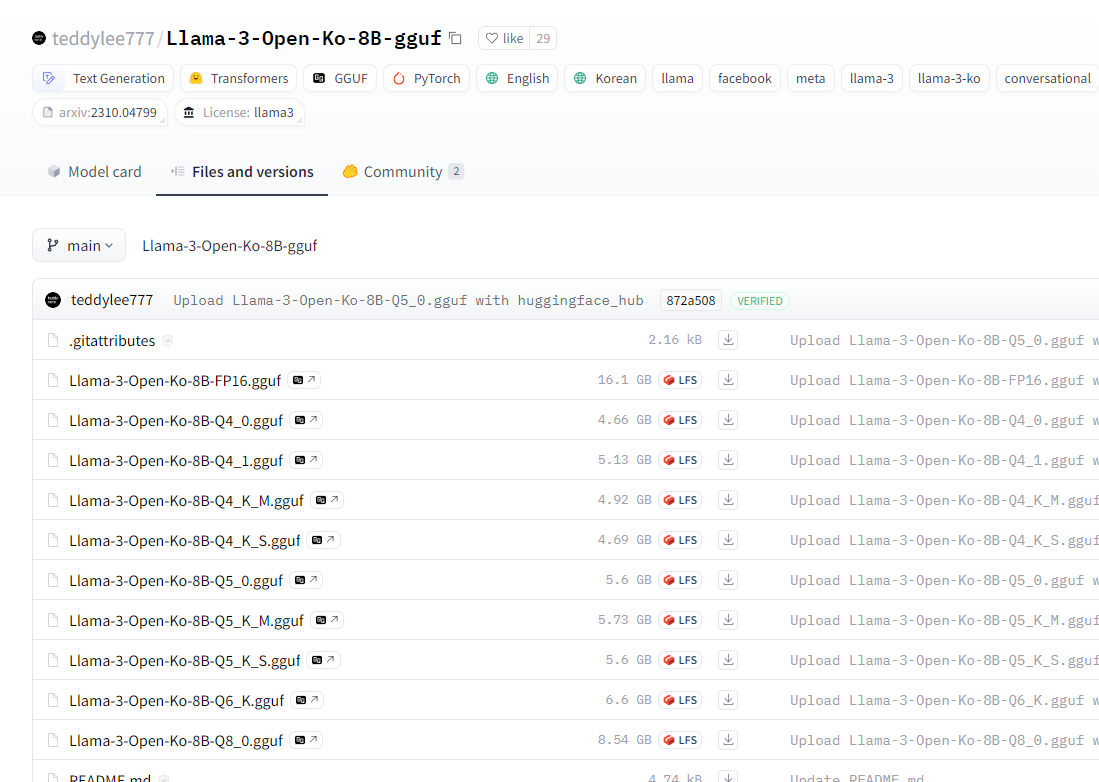 teddylee777/Llama-3-Open-Ko-8B-gguf like 29
Text Generation Transformers GGUF PyTorch English Korean llama facebook meta llama-3 llama-3-ko conversational
arxiv:2310.04799 License: llama3
Model card Files and versions Community 2
main Llama-3-Open-Ko-8B-gguf
teddylee777 Upload Llama-3-Open-Ko-8B-Q5_0.gguf with huggingface_hub 872a508 VERIFIED
.gitattributes 2.16 kB Upload Llama-3-Open-Ko-8B-Q5_0.gguf w
Llama-3-Open-Ko-8B-FP16.gguf 16.1 GB LFS Upload Llama-3-Open-Ko-8B-FP16.gguf w
Llama-3-Open-Ko-8B-Q4_0.gguf 4.66 GB LFS Upload Llama-3-Open-Ko-8B-Q4_0.gguf w
Llama-3-Open-Ko-8B-Q4_1.gguf 5.13 GB LFS Upload Llama-3-Open-Ko-8B-Q4_1.gguf w
Llama-3-Open-Ko-8B-Q4_K_M.gguf 4.92 GB LFS Upload Llama-3-Open-Ko-8B-Q4_K_M.gguf
Llama-3-Open-Ko-8B-Q4_K_S.gguf 4.69 GB LFS Upload Llama-3-Open-Ko-8B-Q4_K_S.gguf
Llama-3-Open-Ko-8B-Q5_0.gguf 5.6 GB LFS Upload Llama-3-Open-Ko-8B-Q5_0.gguf w
Llama-3-Open-Ko-8B-Q5_K_M.gguf 5.73 GB LFS Upload Llama-3-Open-Ko-8B-Q5_K_M.gguf
Llama-3-Open-Ko-8B-Q5_K_S.gguf 5.6 GB LFS Upload Llama-3-Open-Ko-8B-Q5_K_S.gguf
Llama-3-Open-Ko-8B-Q6_K.gguf 6.6 GB LFS Upload Llama-3-Open-Ko-8B-Q6_K.gguf w
Llama-3-Open-Ko-8B-Q8_0.gguf 8.54 GB LFS Upload Llama-3-Open-Ko-8B-Q8_0.gguf w
README.md 4.74 kB Update README.md